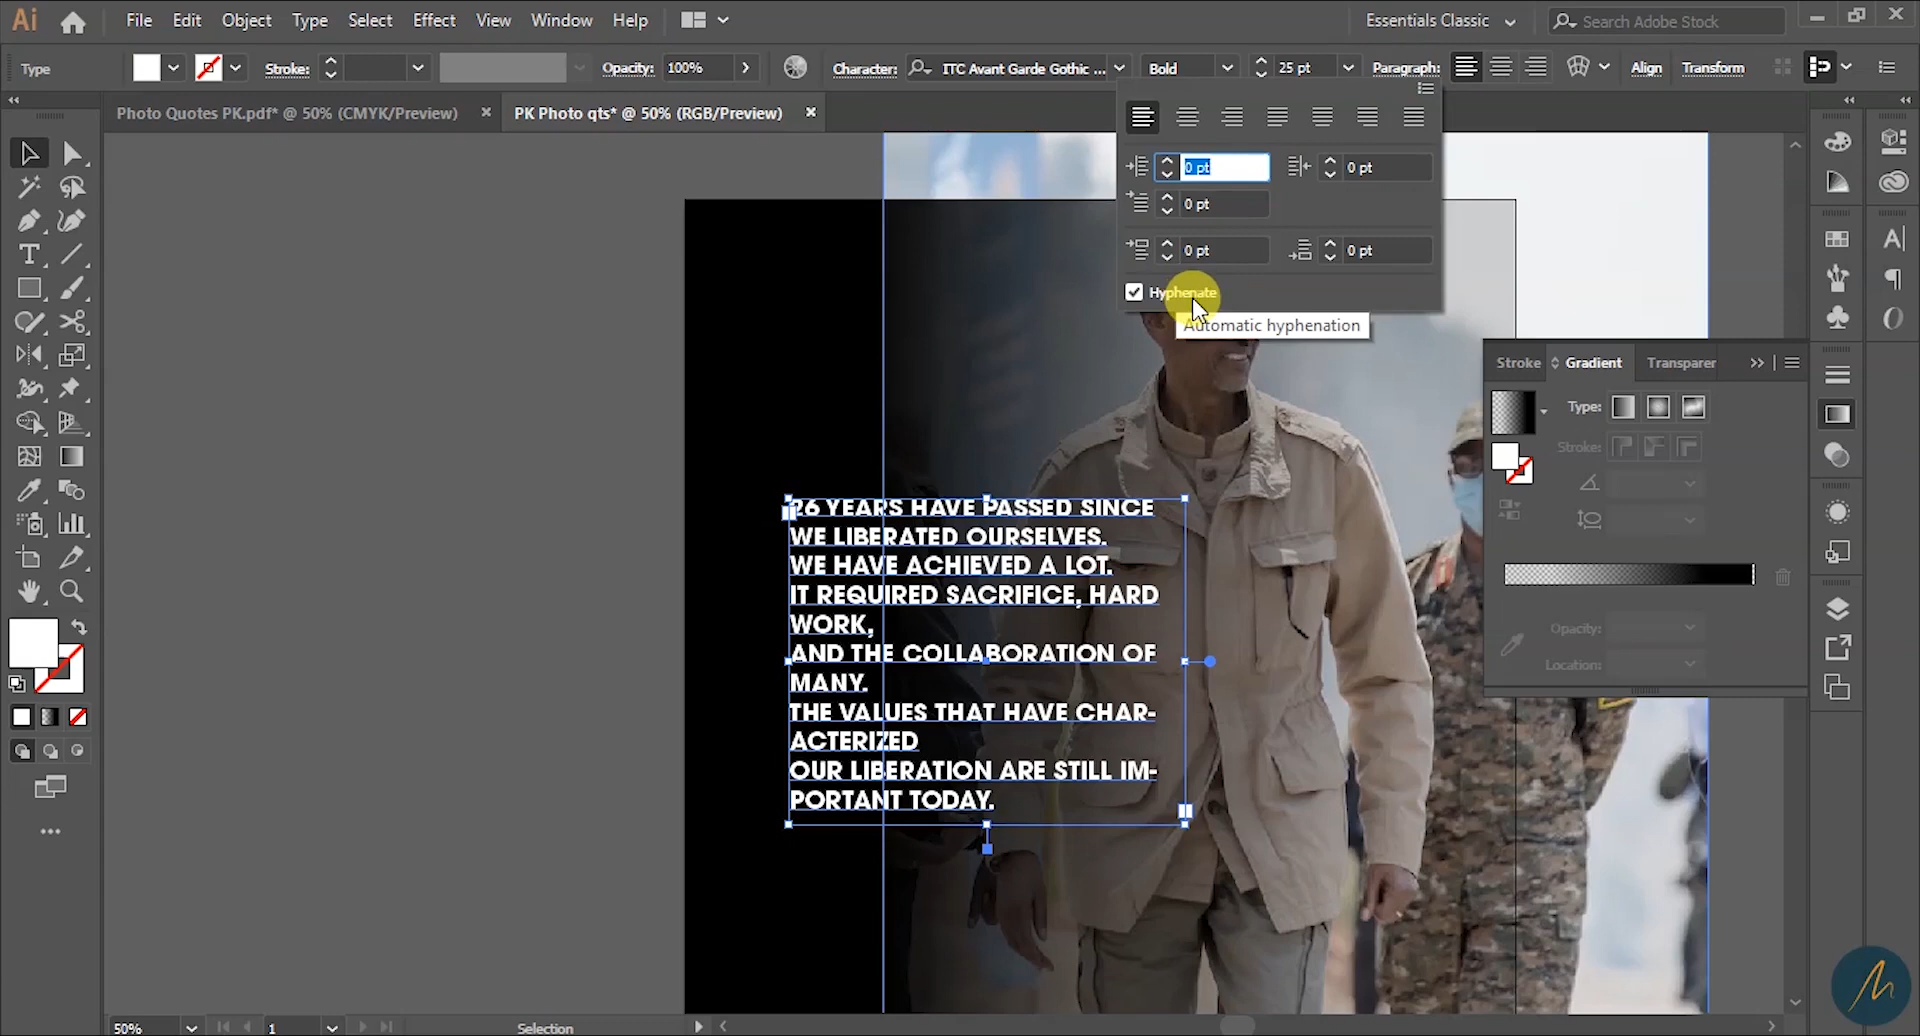 Ai File Edit Object Type Select Effect View Window Help Essentials Classic Search Adobe Stock
Type Stroke: Opacity: 100% Character: ITC Avant Garde Gothic ... Bold 25 pt Paragraph: Align Transform
Photo Quotes PK.pdf* @ 50% (CMYK/Preview) PK Photo qts* @ 50% (RGB/Preview)
0 pt 0 pt
0 pt
0 pt 0 pt
Hyphenate
Automatic hyphenation
Stroke Gradient Transparer
Type:
Stroke:
Opacity:
Location:
26 YEARS HAVE PASSED SINCE
WE LIBERATED OURSELVES.
WE HAVE ACHIEVED A LOT.
IT REQUIRED SACRIFICE, HARD
WORK,
AND THE COLLABORATION OF
MANY.
THE VALUES THAT HAVE CHAR-
ACTERIZED
OUR LIBERATION ARE STILL IM-
PORTANT TODAY.
50% 1 Selection